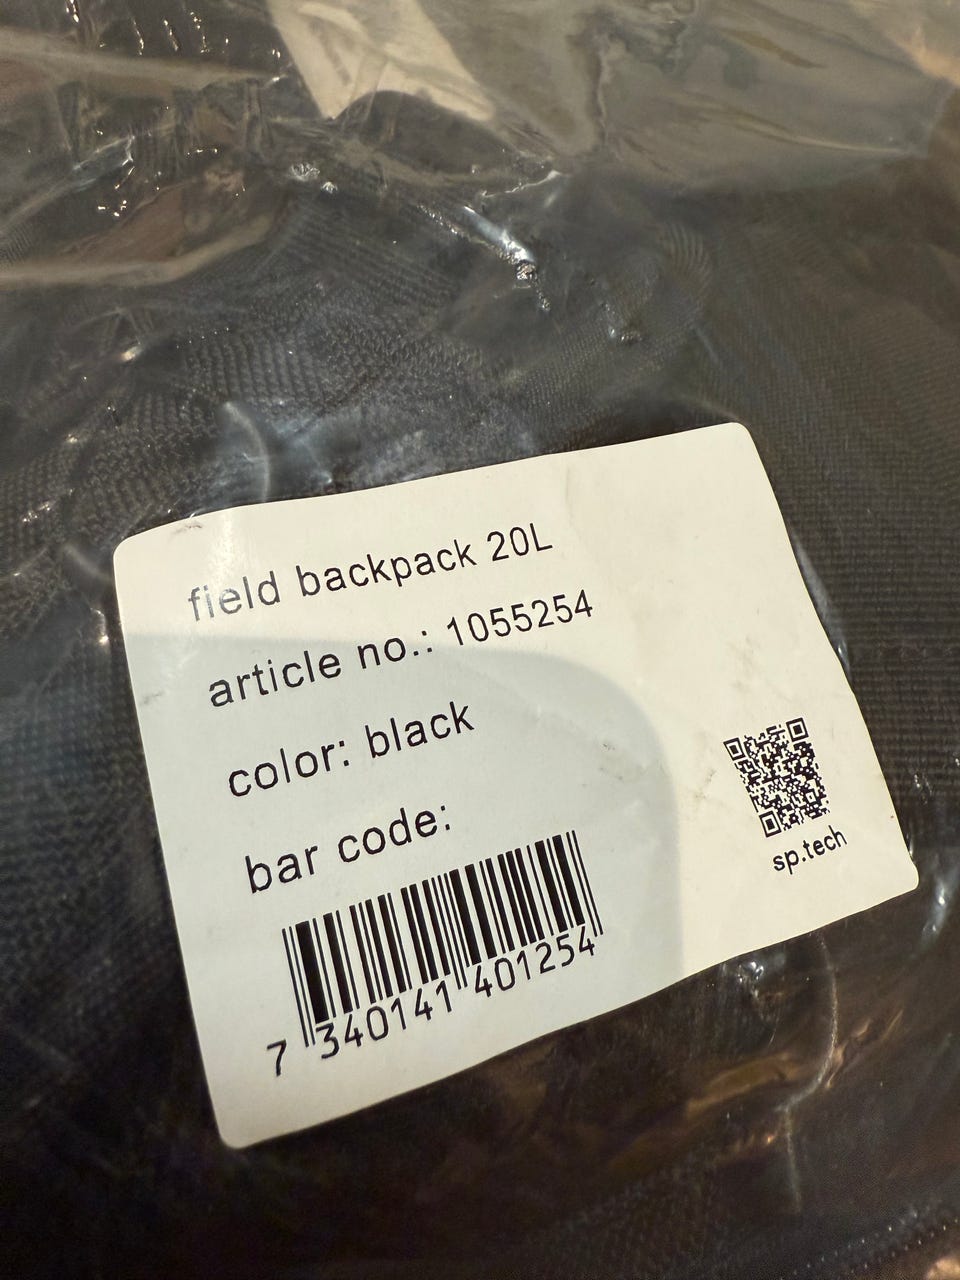 field backpack 20L
article no.: 1055254
color: black
bar code:
7 340141 401254
sp.tech